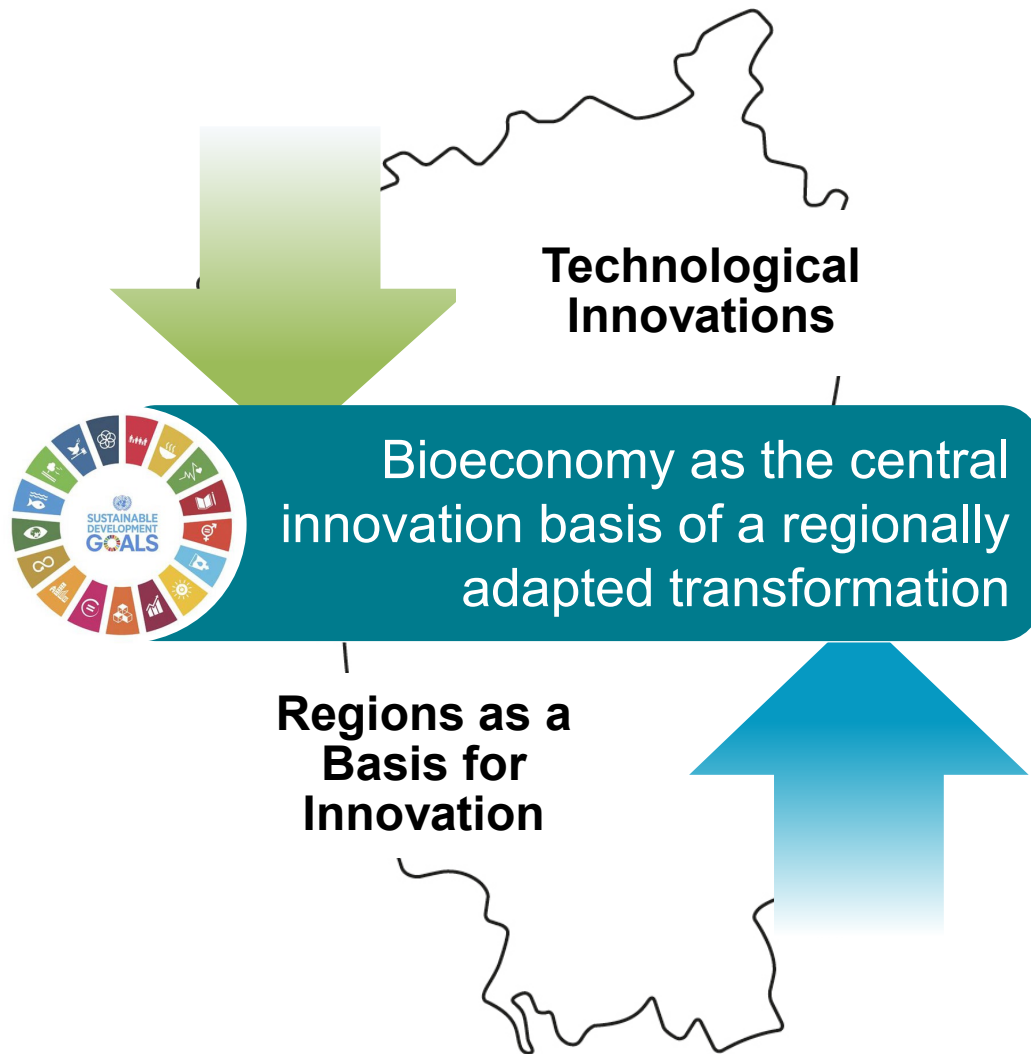 Technological
Innovations
Bioeconomy as the central
innovation basis of a regionally
adapted transformation
SUSTAINABLE
DEVELOPMENT
GOALS
Regions as a
Basis for
Innovation